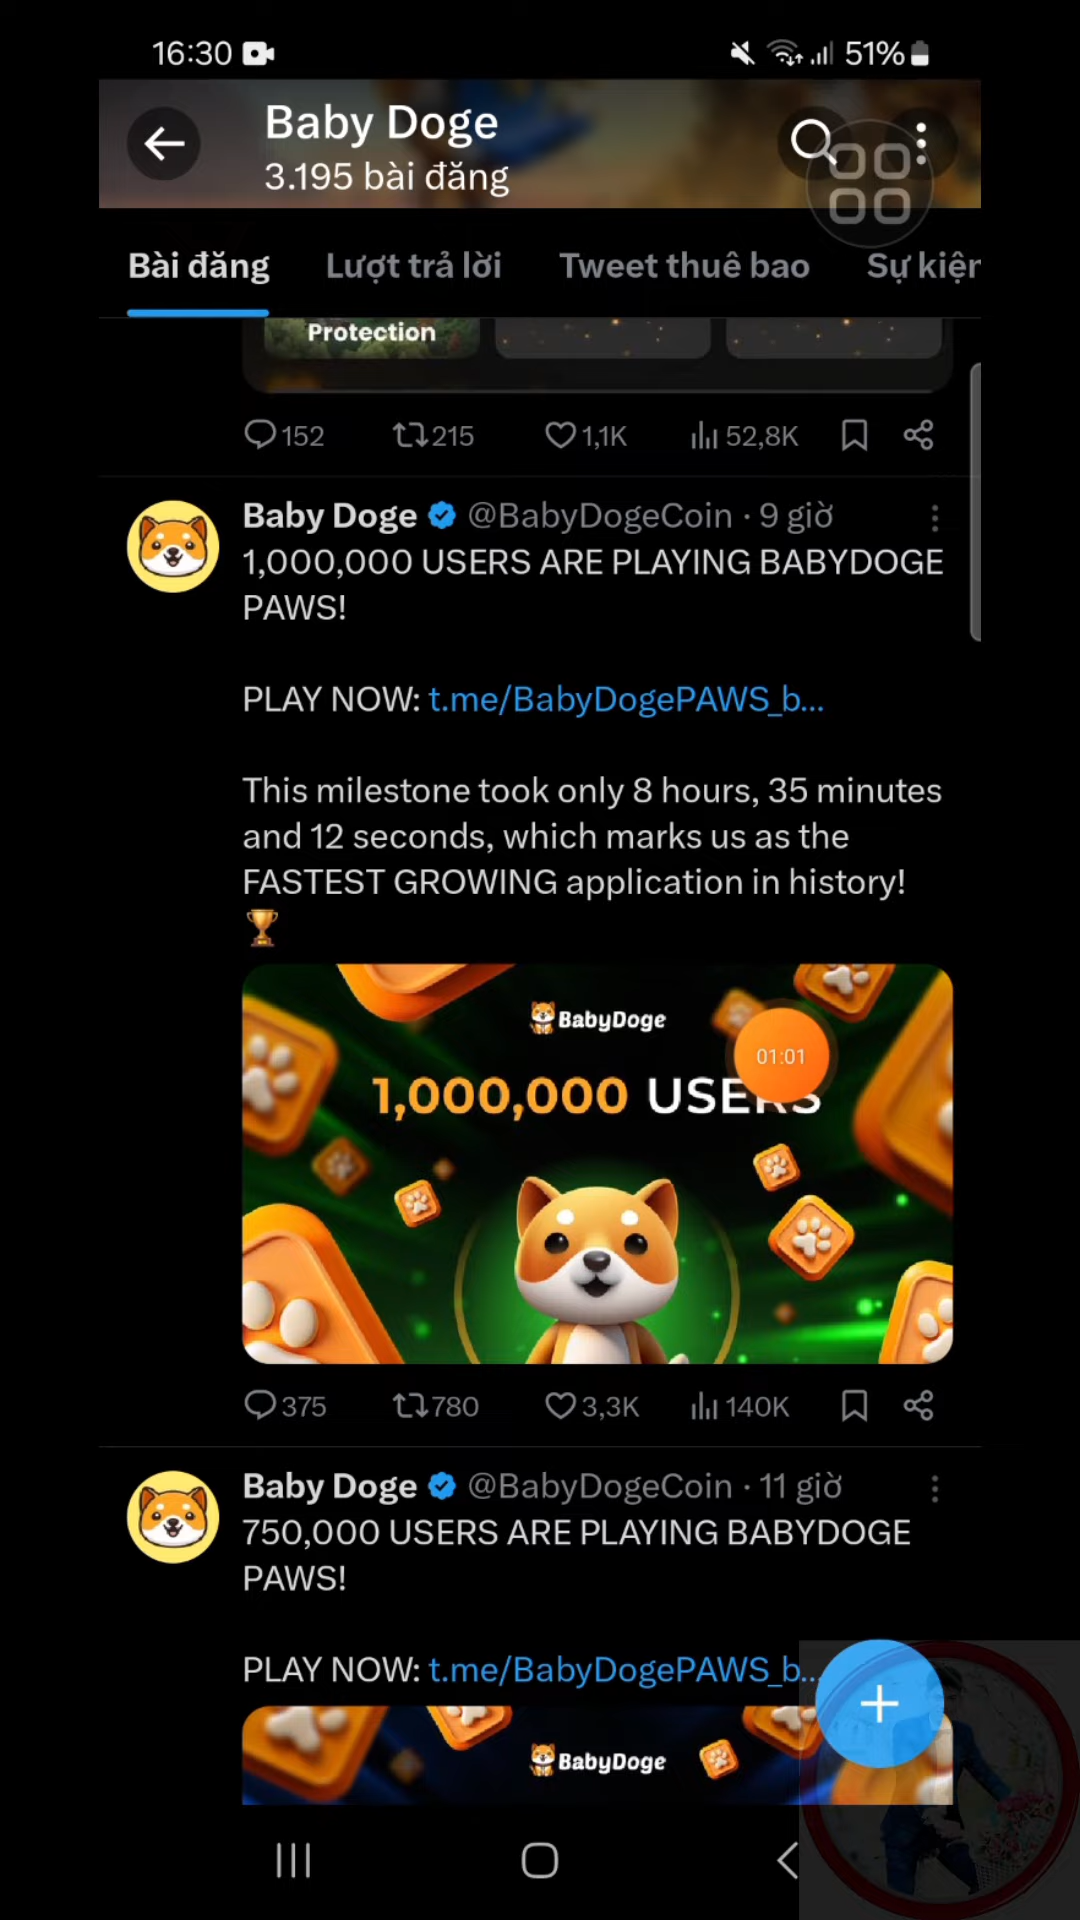 16:30
51%
Baby Doge
3.195 bài đăng
Bài đăng
Lượt trả lời
Tweet thuê bao
Sự kiện
Protection
152
215
1,1K
52,8K
Baby Doge @BabyDogeCoin · 9 giờ
1,000,000 USERS ARE PLAYING BABYDOGE
PAWS!
PLAY NOW: t.me/BabyDogePAWS_b...
This milestone took only 8 hours, 35 minutes
and 12 seconds, which marks us as the
FASTEST GROWING application in history!
BabyDoge
01:01
1,000,000 USERS
375
780
3,3K
140K
Baby Doge @BabyDogeCoin · 11 giờ
750,000 USERS ARE PLAYING BABYDOGE
PAWS!
PLAY NOW: t.me/BabyDogePAWS_b...
BabyDoge